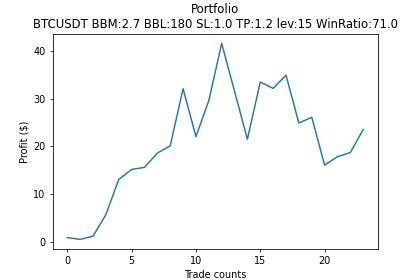 Portfolio
BTCUSDT BBM:2.7 BBL:180 SL:1.0 TP:1.2 lev:15 WinRatio:71.0
40
30
20
10
0
Profit ($)
0 5 10 15 20
Trade counts